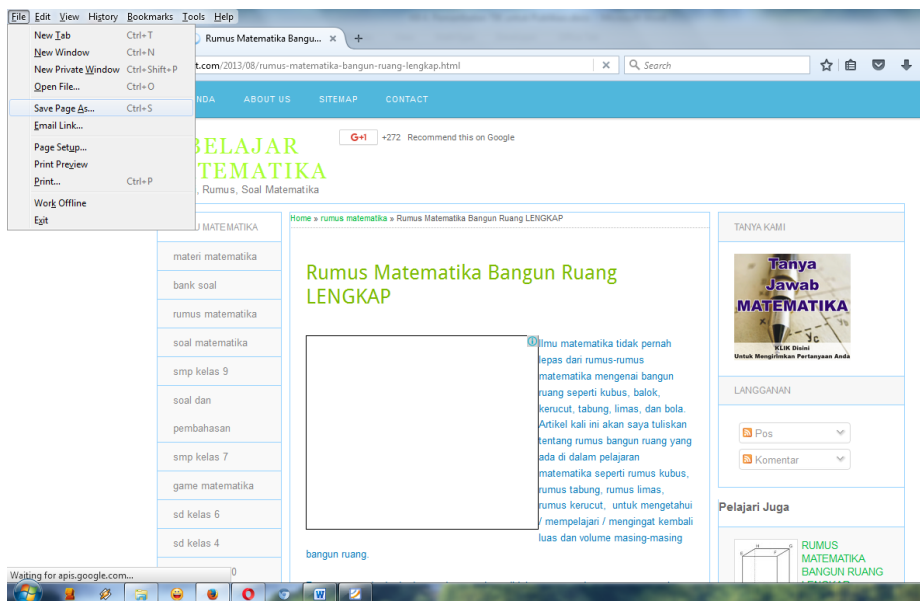 File Edit View History Bookmarks Tools Help
New Tab Ctrl+T
New Window Ctrl+N
New Private Window Ctrl+Shift+P
Open File... Ctrl+O
Save Page As... Ctrl+S
Email Link...
Page Setup...
Print Preview
Print... Ctrl+P
Work Offline
Exit
Rumus Matematika Bangu... × +
t.com/2013/08/rumus-matematika-bangun-ruang-lengkap.html
Search
NDA ABOUT US SITEMAP CONTACT
BELAJAR
TEMATIKA
, Rumus, Soal Matematika
G+1 +272 Recommend this on Google
U MATEMATIKA
materi matematika
bank soal
rumus matematika
soal matematika
smp kelas 9
soal dan
pembahasan
smp kelas 7
game matematika
sd kelas 6
sd kelas 4
0
Home » rumus matematika » Rumus Matematika Bangun Ruang LENGKAP
Rumus Matematika Bangun Ruang
LENGKAP
Ilmu matematika tidak pernah
lepas dari rumus-rumus
matematika mengenai bangun
ruang seperti kubus, balok,
kerucut, tabung, limas, dan bola.
Artikel kali ini akan saya tuliskan
tentang rumus bangun ruang yang
ada di dalam pelajaran
matematika seperti rumus kubus,
rumus tabung, rumus limas,
rumus kerucut, untuk mengetahui
/ mempelajari / mengingat kembali
luas dan volume masing-masing
bangun ruang.
TANYA KAMI
Tanya
Jawab
MATEMATIKA
KLIK Disini
Untuk Mengirimkan Pertanyaan Anda
LANGGANAN
Pos
Komentar
Pelajari Juga
RUMUS
MATEMATIKA
BANGUN RUANG
Waiting for apis.google.com...